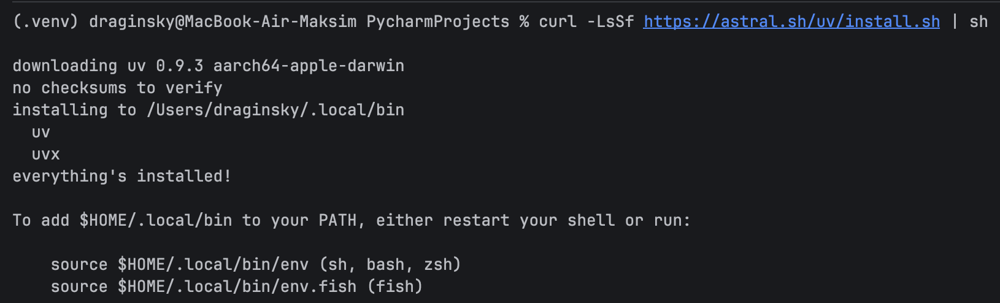 (.venv) draginsky@MacBook-Air-Maksim PycharmProjects % curl -LsSf https://astral.sh/uv/install.sh | sh
downloading uv 0.9.3 aarch64-apple-darwin
no checksums to verify
installing to /Users/draginsky/.local/bin
  uv
  uvx
everything's installed!
To add $HOME/.local/bin to your PATH, either restart your shell or run:
    source $HOME/.local/bin/env (sh, bash, zsh)
    source $HOME/.local/bin/env.fish (fish)